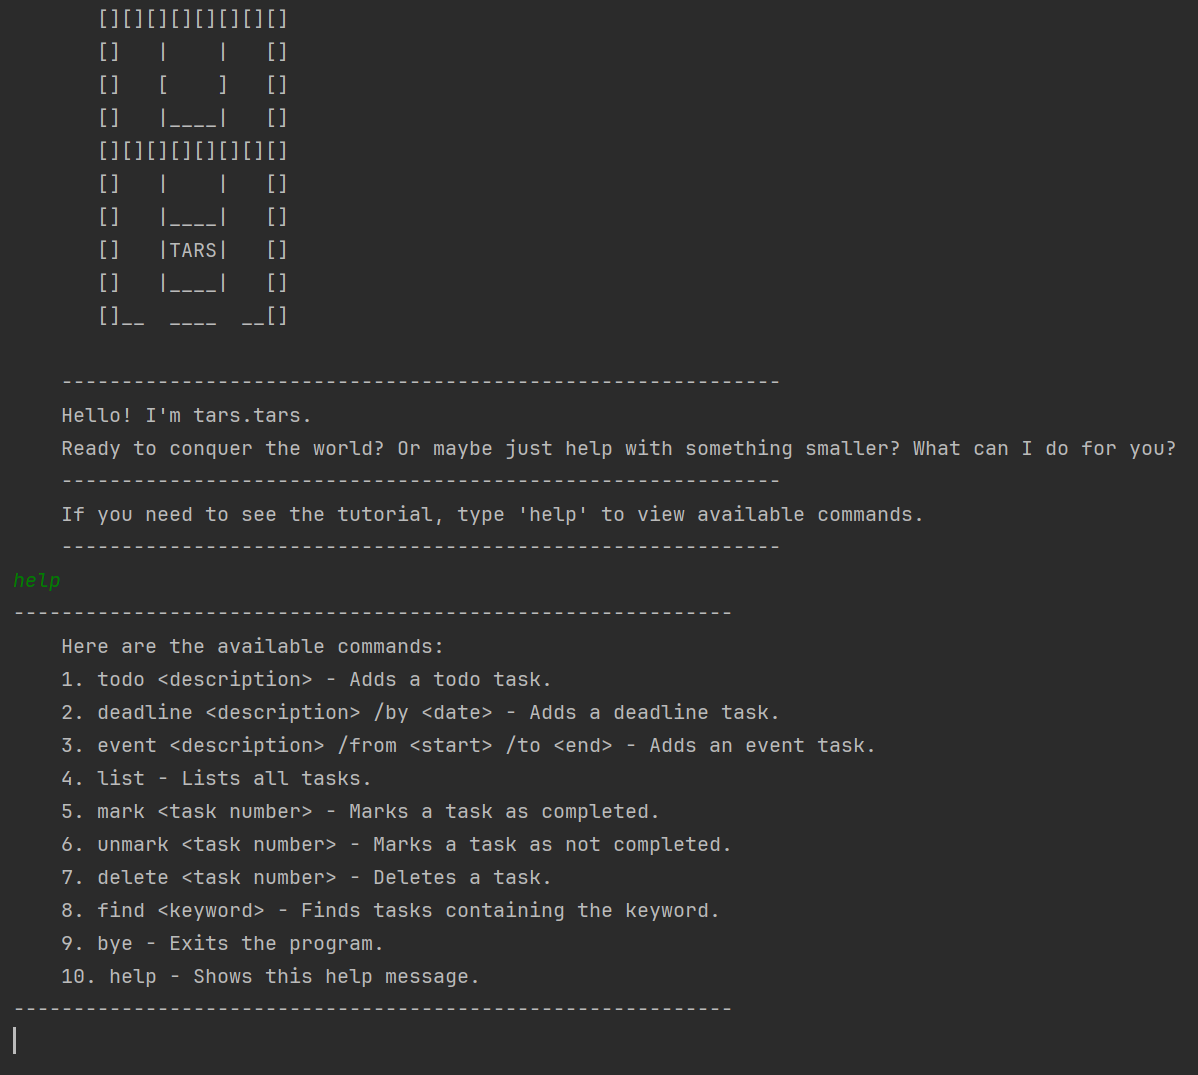 [][][][][][][][]
[]   |    |   []
[]   [    ]   []
[]   |____|   []
[][][][][][][][]
[]   |    |   []
[]   |____|   []
[]   |TARS|   []
[]   |____|   []
[]__  ____  __[]
------------------------------------------------------------
Hello! I'm tars.tars.
Ready to conquer the world? Or maybe just help with something smaller? What can I do for you?
------------------------------------------------------------
If you need to see the tutorial, type 'help' to view available commands.
------------------------------------------------------------
help
------------------------------------------------------------
Here are the available commands:
1. todo <description> - Adds a todo task.
2. deadline <description> /by <date> - Adds a deadline task.
3. event <description> /from <start> /to <end> - Adds an event task.
4. list - Lists all tasks.
5. mark <task number> - Marks a task as completed.
6. unmark <task number> - Marks a task as not completed.
7. delete <task number> - Deletes a task.
8. find <keyword> - Finds tasks containing the keyword.
9. bye - Exits the program.
10. help - Shows this help message.
------------------------------------------------------------